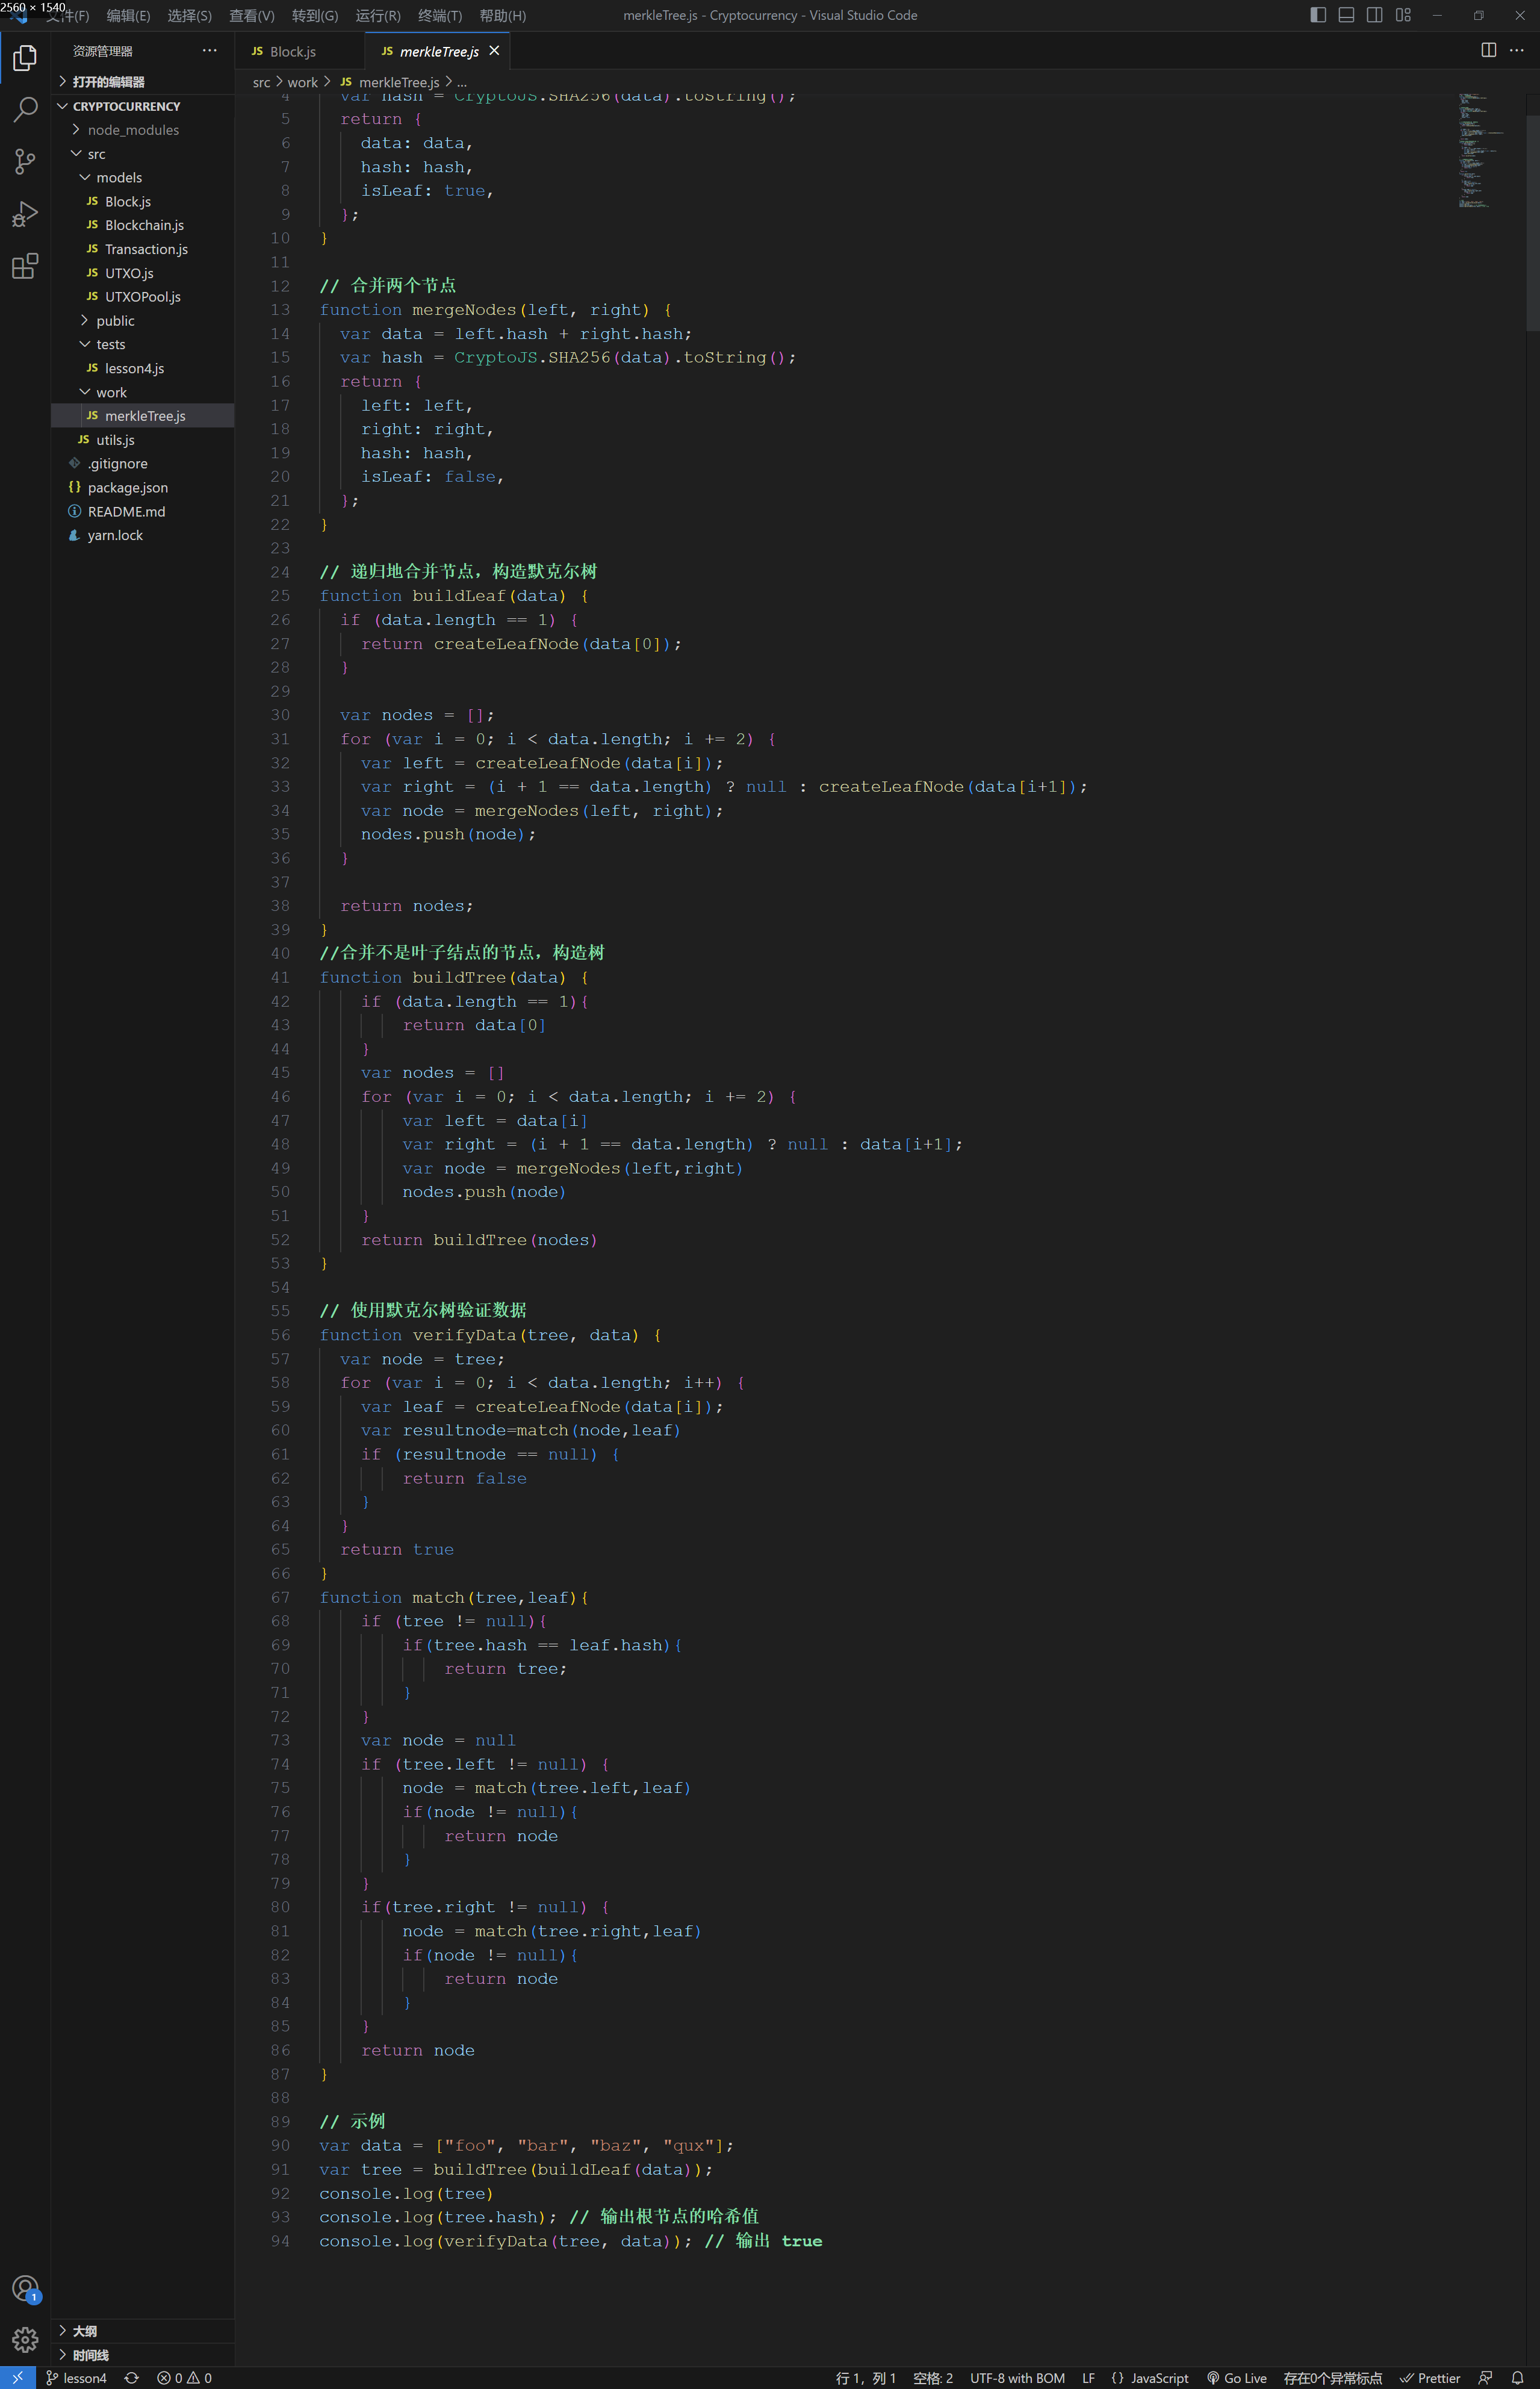 2560 × 1540
文件(F) 编辑(E) 选择(S) 查看(V) 转到(G) 运行(R) 终端(T) 帮助(H) merkleTree.js - Cryptocurrency - Visual Studio Code
资源管理器
打开的编辑器
CRYPTOCURRENCY
node_modules
src
models
JS Block.js
JS Blockchain.js
JS Transaction.js
JS UTXO.js
JS UTXOPool.js
public
tests
JS lesson4.js
work
JS merkleTree.js
JS utils.js
.gitignore
{} package.json
README.md
yarn.lock
大纲
时间线
JS Block.js JS merkleTree.js
src > work > JS merkleTree.js > ...
4 var hash = CryptoJS.SHA256(data).toString();
5 return {
6 data: data,
7 hash: hash,
8 isLeaf: true,
9 };
10 }
11
12 // 合并两个节点
13 function mergeNodes(left, right) {
14 var data = left.hash + right.hash;
15 var hash = CryptoJS.SHA256(data).toString();
16 return {
17 left: left,
18 right: right,
19 hash: hash,
20 isLeaf: false,
21 };
22 }
23
24 // 递归地合并节点，构造默克尔树
25 function buildLeaf(data) {
26 if (data.length == 1) {
27 return createLeafNode(data[0]);
28 }
29
30 var nodes = [];
31 for (var i = 0; i < data.length; i += 2) {
32 var left = createLeafNode(data[i]);
33 var right = (i + 1 == data.length) ? null : createLeafNode(data[i+1]);
34 var node = mergeNodes(left, right);
35 nodes.push(node);
36 }
37
38 return nodes;
39 }
40 //合并不是叶子结点的节点，构造树
41 function buildTree(data) {
42 if (data.length == 1){
43 return data[0]
44 }
45 var nodes = []
46 for (var i = 0; i < data.length; i += 2) {
47 var left = data[i]
48 var right = (i + 1 == data.length) ? null : data[i+1];
49 var node = mergeNodes(left,right)
50 nodes.push(node)
51 }
52 return buildTree(nodes)
53 }
54
55 // 使用默克尔树验证数据
56 function verifyData(tree, data) {
57 var node = tree;
58 for (var i = 0; i < data.length; i++) {
59 var leaf = createLeafNode(data[i]);
60 var resultnode=match(node,leaf)
61 if (resultnode == null) {
62 return false
63 }
64 }
65 return true
66 }
67 function match(tree,leaf){
68 if (tree != null){
69 if(tree.hash == leaf.hash){
70 return tree;
71 }
72 }
73 var node = null
74 if (tree.left != null) {
75 node = match(tree.left,leaf)
76 if(node != null){
77 return node
78 }
79 }
80 if(tree.right != null) {
81 node = match(tree.right,leaf)
82 if(node != null){
83 return node
84 }
85 }
86 return node
87 }
88
89 // 示例
90 var data = ["foo", "bar", "baz", "qux"];
91 var tree = buildTree(buildLeaf(data));
92 console.log(tree)
93 console.log(tree.hash); // 输出根节点的哈希值
94 console.log(verifyData(tree, data)); // 输出 true
1
lesson4 0 0 行 1，列 1 空格: 2 UTF-8 with BOM LF {} JavaScript Go Live 存在0个异常标点 Prettier